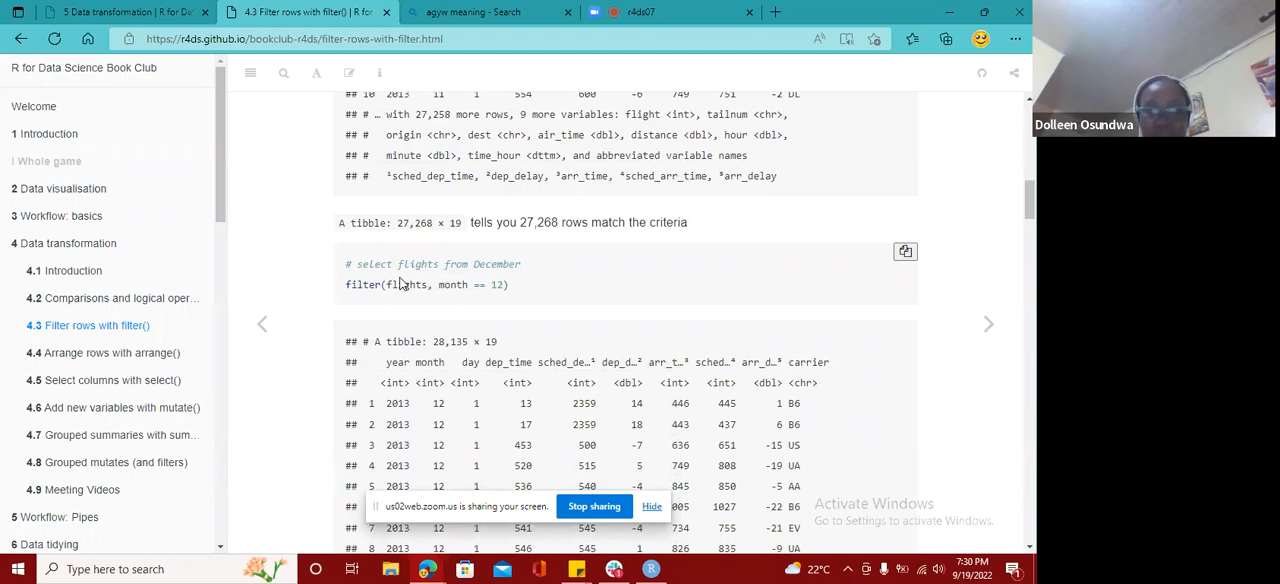 5 Data transformation | R for Da
4.3 Filter rows with filter() | R fo
agyw meaning - Search
r4ds07
https://r4ds.github.io/bookclub-r4ds/filter-rows-with-filter.html
R for Data Science Book Club
Welcome
1 Introduction
I Whole game
2 Data visualisation
3 Workflow: basics
4 Data transformation
4.1 Introduction
4.2 Comparisons and logical oper...
4.3 Filter rows with filter()
4.4 Arrange rows with arrange()
4.5 Select columns with select()
4.6 Add new variables with mutate()
4.7 Grouped summaries with sum...
4.8 Grouped mutates (and filters)
4.9 Meeting Videos
5 Workflow: Pipes
6 Data tidying
## 10 2013 11 1 554 600 -6 749 751 -2 DL
## # … with 27,258 more rows, 9 more variables: flight <int>, tailnum <chr>,
## # origin <chr>, dest <chr>, air_time <dbl>, distance <dbl>, hour <dbl>,
## # minute <dbl>, time_hour <dttm>, and abbreviated variable names
## # ¹sched_dep_time, ²dep_delay, ³arr_time, ⁴sched_arr_time, ⁵arr_delay
A tibble: 27,268 × 19 tells you 27,268 rows match the criteria
# select flights from December
filter(flights, month == 12)
## # A tibble: 28,135 × 19
## year month day dep_time sched_de…¹ dep_d…² arr_t…³ sched…⁴ arr_d…⁵ carrier
## <int> <int> <int> <int> <int> <dbl> <int> <int> <dbl> <chr>
## 1 2013 12 1 13 2359 14 446 445 1 B6
## 2 2013 12 1 17 2359 18 443 437 6 B6
## 3 2013 12 1 453 500 -7 636 651 -15 US
## 4 2013 12 1 520 515 5 749 808 -19 UA
## 5 2013 12 1 536 540 -4 845 850 -5 AA
005 1027 -22 B6
## 7 2013 12 1 541 545 -4 734 755 -21 EV
## 8 2013 12 1 546 545 1 826 835 -9 UA
us02web.zoom.us is sharing your screen.
Stop sharing
Hide
Activate Windows
Go to Settings to activate Windows.
Dolleen Osundwa
Type here to search
22°C
7:30 PM
9/19/2022
1